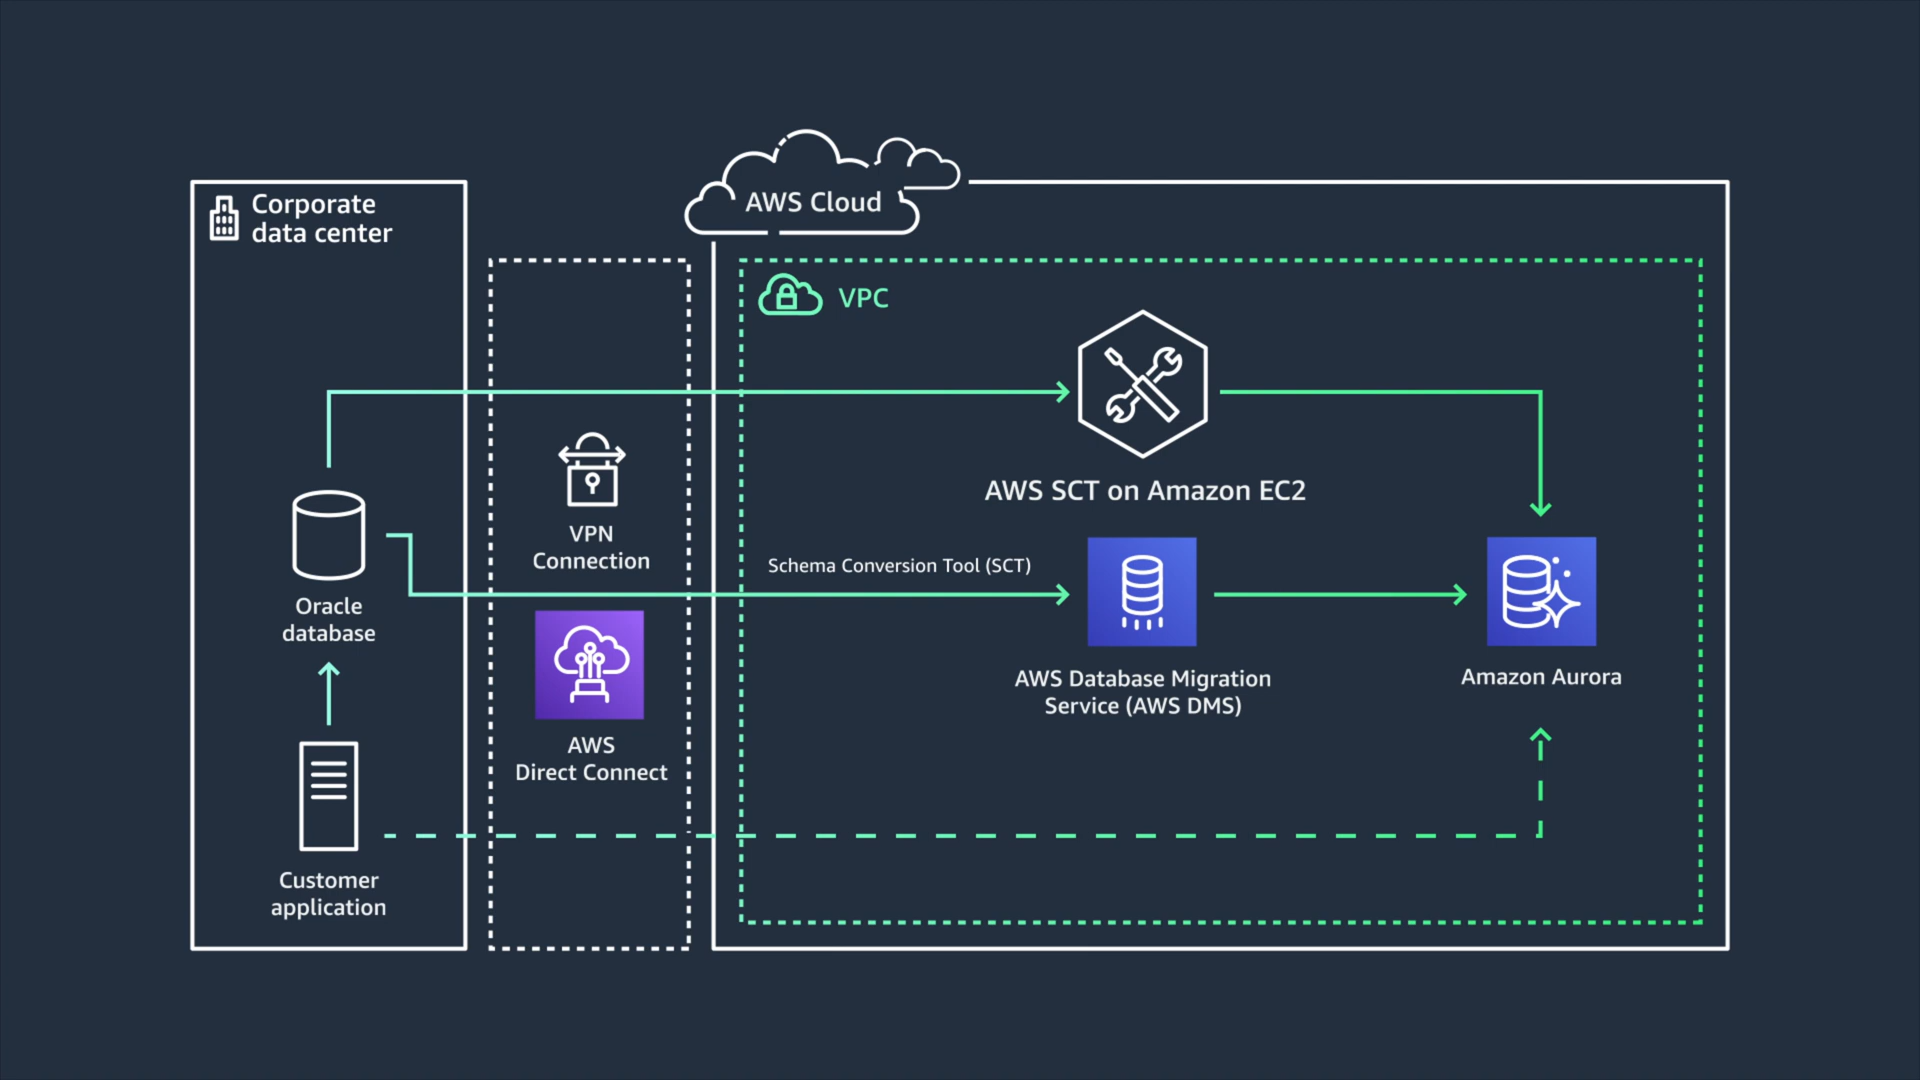 Corporate
data center
AWS Cloud
VPC
AWS SCT on Amazon EC2
VPN
Connection
Schema Conversion Tool (SCT)
Oracle
database
AWS Database Migration
Service (AWS DMS)
Amazon Aurora
AWS
Direct Connect
Customer
application